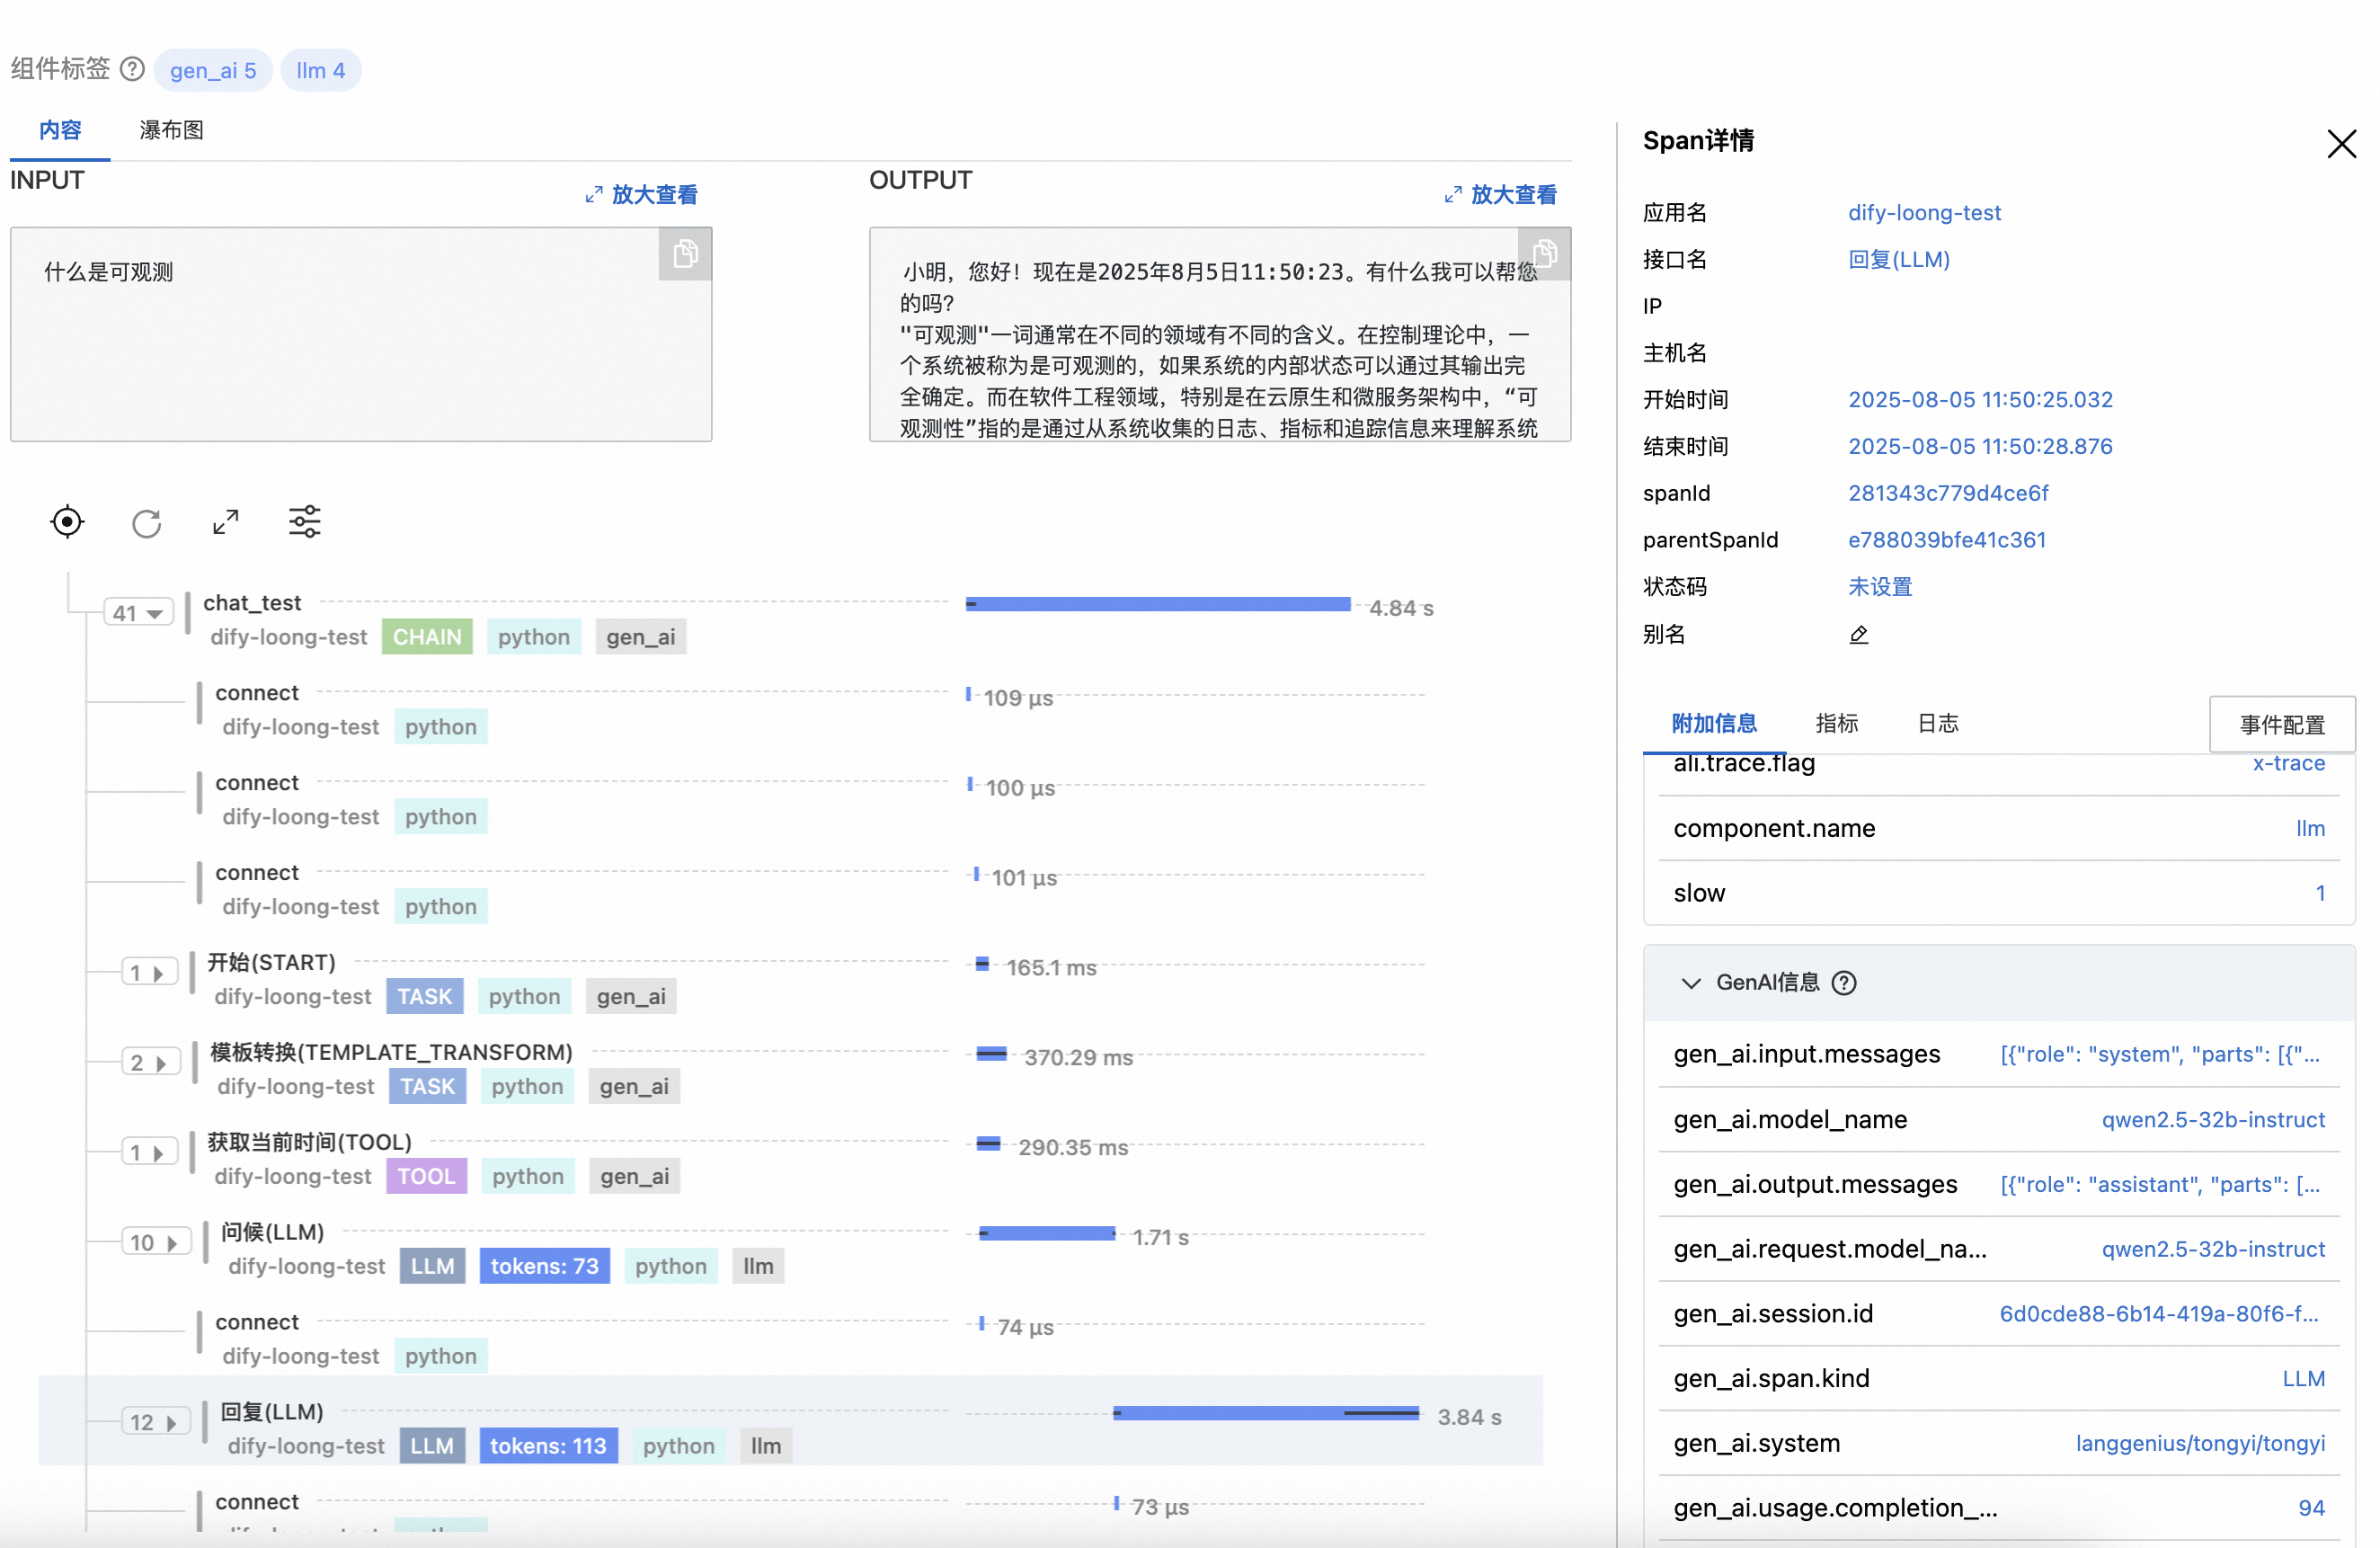 组件标签 gen_ai 5 llm 4
内容 瀑布图
INPUT 放大查看
什么是可观测
OUTPUT 放大查看
小明，您好！现在是2025年8月5日11:50:23。有什么我可以帮您
的吗？
"可观测"一词通常在不同的领域有不同的含义。在控制理论中，一
个系统被称为是可观测的，如果系统的内部状态可以通过其输出完
全确定。而在软件工程领域，特别是在云原生和微服务架构中，“可
观测性”指的是通过从系统收集的日志、指标和追踪信息来理解系统
41 chat_test 4.84 s
dify-loong-test CHAIN python gen_ai
connect 109 μs
dify-loong-test python
connect 100 μs
dify-loong-test python
connect 101 μs
dify-loong-test python
1 开始(START) 165.1 ms
dify-loong-test TASK python gen_ai
2 模板转换(TEMPLATE_TRANSFORM) 370.29 ms
dify-loong-test TASK python gen_ai
1 获取当前时间(TOOL) 290.35 ms
dify-loong-test TOOL python gen_ai
10 问候(LLM) 1.71 s
dify-loong-test LLM tokens: 73 python llm
connect 74 μs
dify-loong-test python
12 回复(LLM) 3.84 s
dify-loong-test LLM tokens: 113 python llm
connect 73 μs
Span详情
应用名 dify-loong-test
接口名 回复(LLM)
IP
主机名
开始时间 2025-08-05 11:50:25.032
结束时间 2025-08-05 11:50:28.876
spanId 281343c779d4ce6f
parentSpanId e788039bfe41c361
状态码 未设置
别名
附加信息 指标 日志 事件配置
ali.trace.flag x-trace
component.name llm
slow 1
GenAI信息
gen_ai.input.messages [{"role": "system", "parts": [{"...
gen_ai.model_name qwen2.5-32b-instruct
gen_ai.output.messages [{"role": "assistant", "parts": [...
gen_ai.request.model_na... qwen2.5-32b-instruct
gen_ai.session.id 6d0cde88-6b14-419a-80f6-f...
gen_ai.span.kind LLM
gen_ai.system langgenius/tongyi/tongyi
gen_ai.usage.completion_... 94